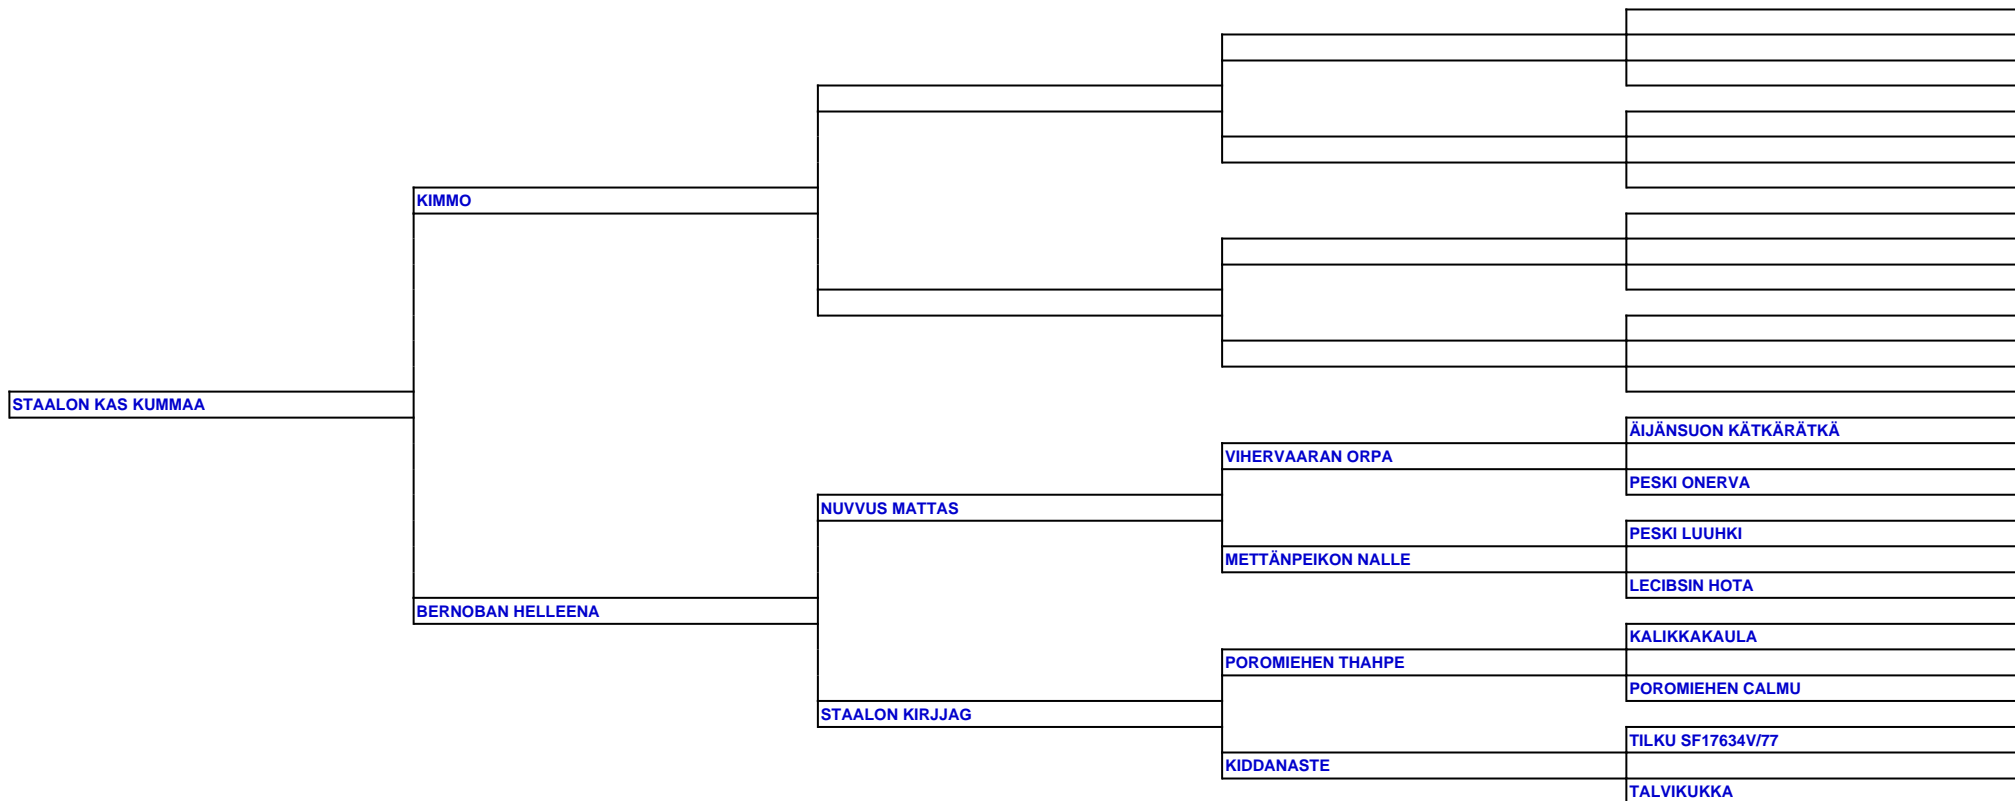 KIMMO
STAALON KAS KUMMAA
ÄIJÄNSUON KÄTKÄRÄTKÄ
VIHERVAARAN ORPA
PESKI ONERVA
NUVVUS MATTAS
PESKI LUUHKI
METTÄNPEIKON NALLE
LECIBSIN HOTA
BERNOBAN HELLEENA
KALIKKAKAULA
POROMIEHEN THAHPE
POROMIEHEN CALMU
STAALON KIRJJAG
TILKU SF17634V/77
KIDDANASTE
TALVIKUKKA